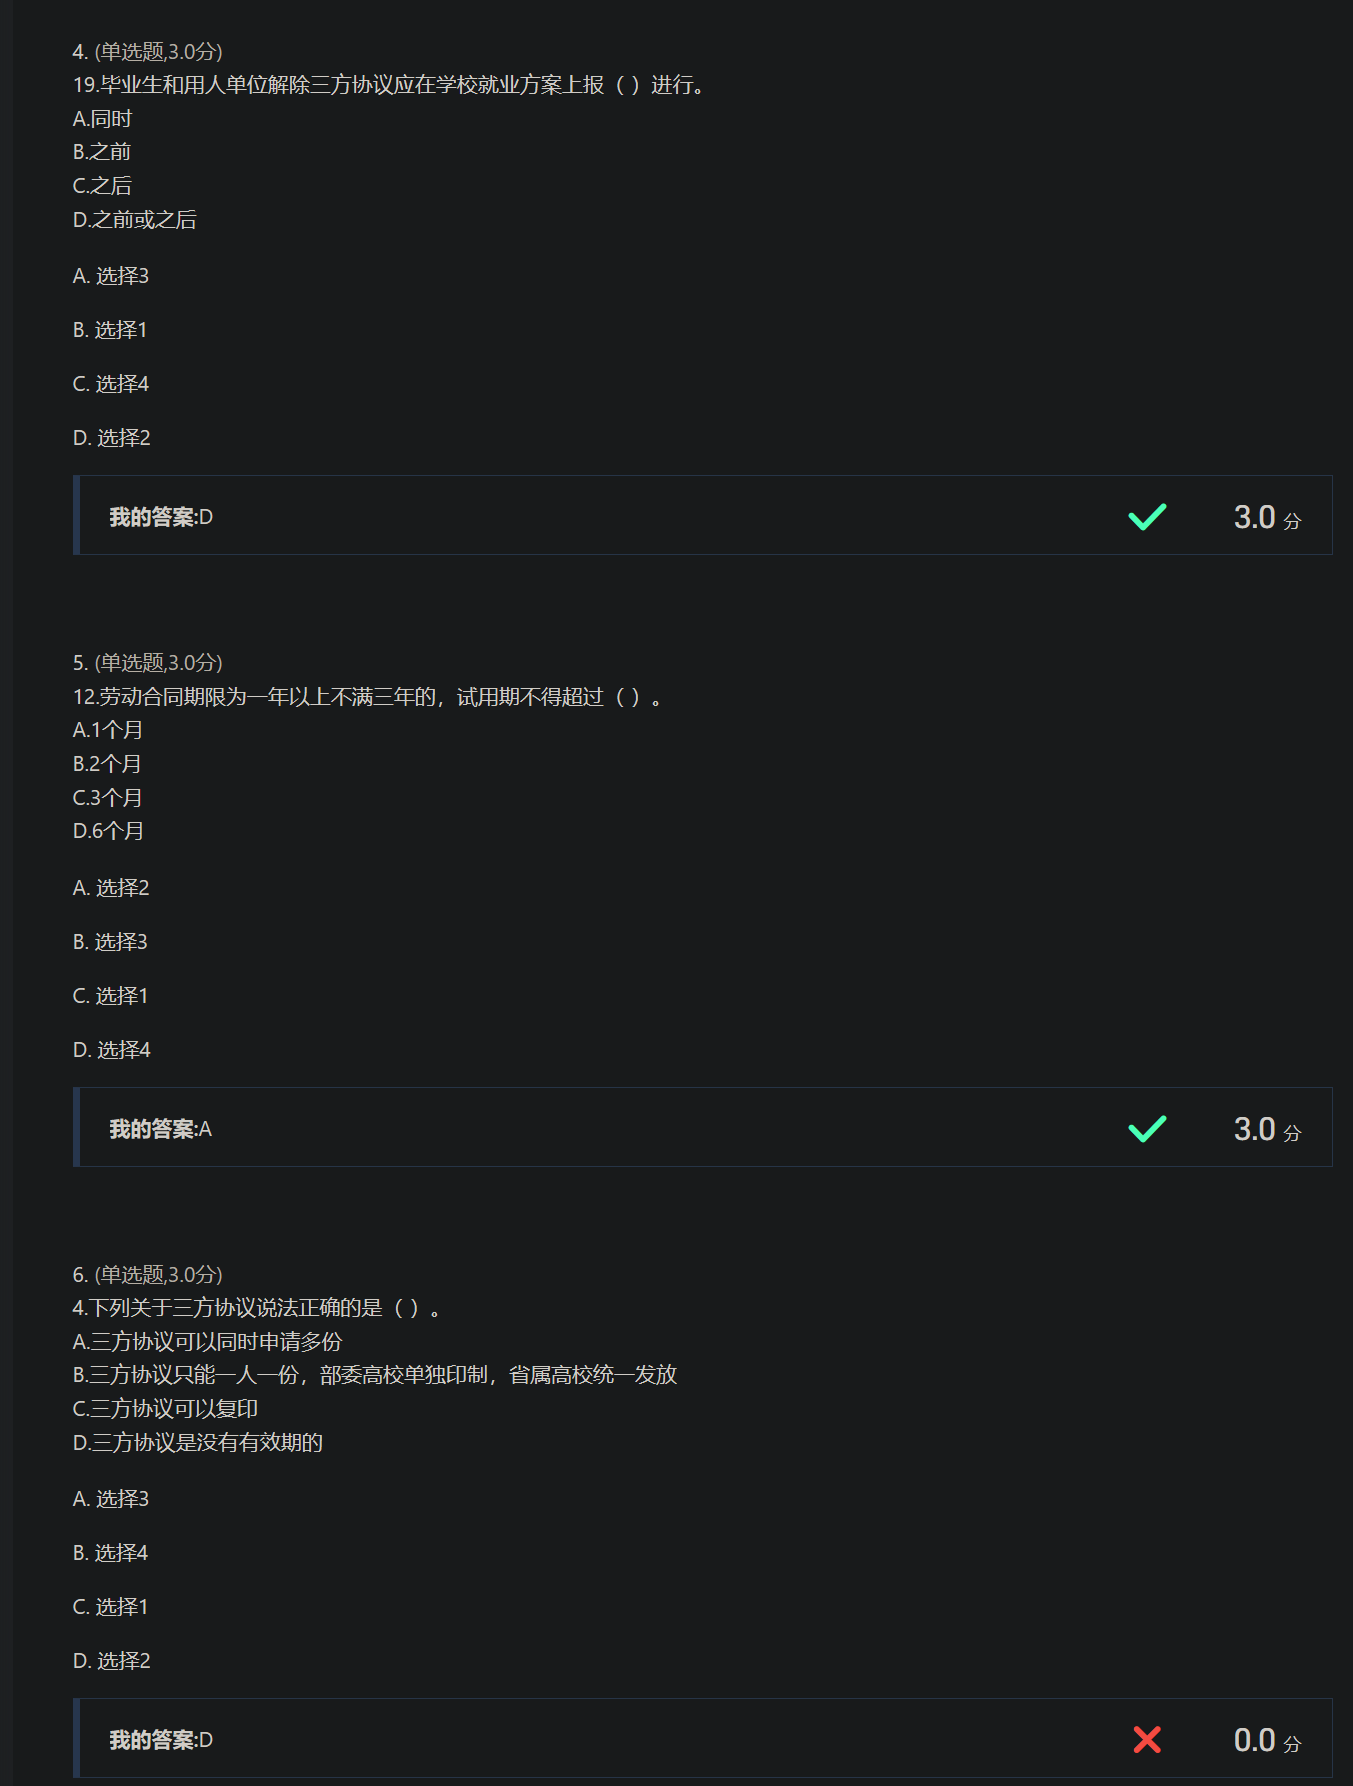 4. (单选题,3.0分)
19.毕业生和用人单位解除三方协议应在学校就业方案上报（ ）进行。
A.同时
B.之前
C.之后
D.之前或之后
A. 选择3
B. 选择1
C. 选择4
D. 选择2
我的答案:D 3.0 分
5. (单选题,3.0分)
12.劳动合同期限为一年以上不满三年的，试用期不得超过（ ）。
A.1个月
B.2个月
C.3个月
D.6个月
A. 选择2
B. 选择3
C. 选择1
D. 选择4
我的答案:A 3.0 分
6. (单选题,3.0分)
4.下列关于三方协议说法正确的是（ ）。
A.三方协议可以同时申请多份
B.三方协议只能一人一份，部委高校单独印制，省属高校统一发放
C.三方协议可以复印
D.三方协议是没有有效期的
A. 选择3
B. 选择4
C. 选择1
D. 选择2
我的答案:D 0.0 分